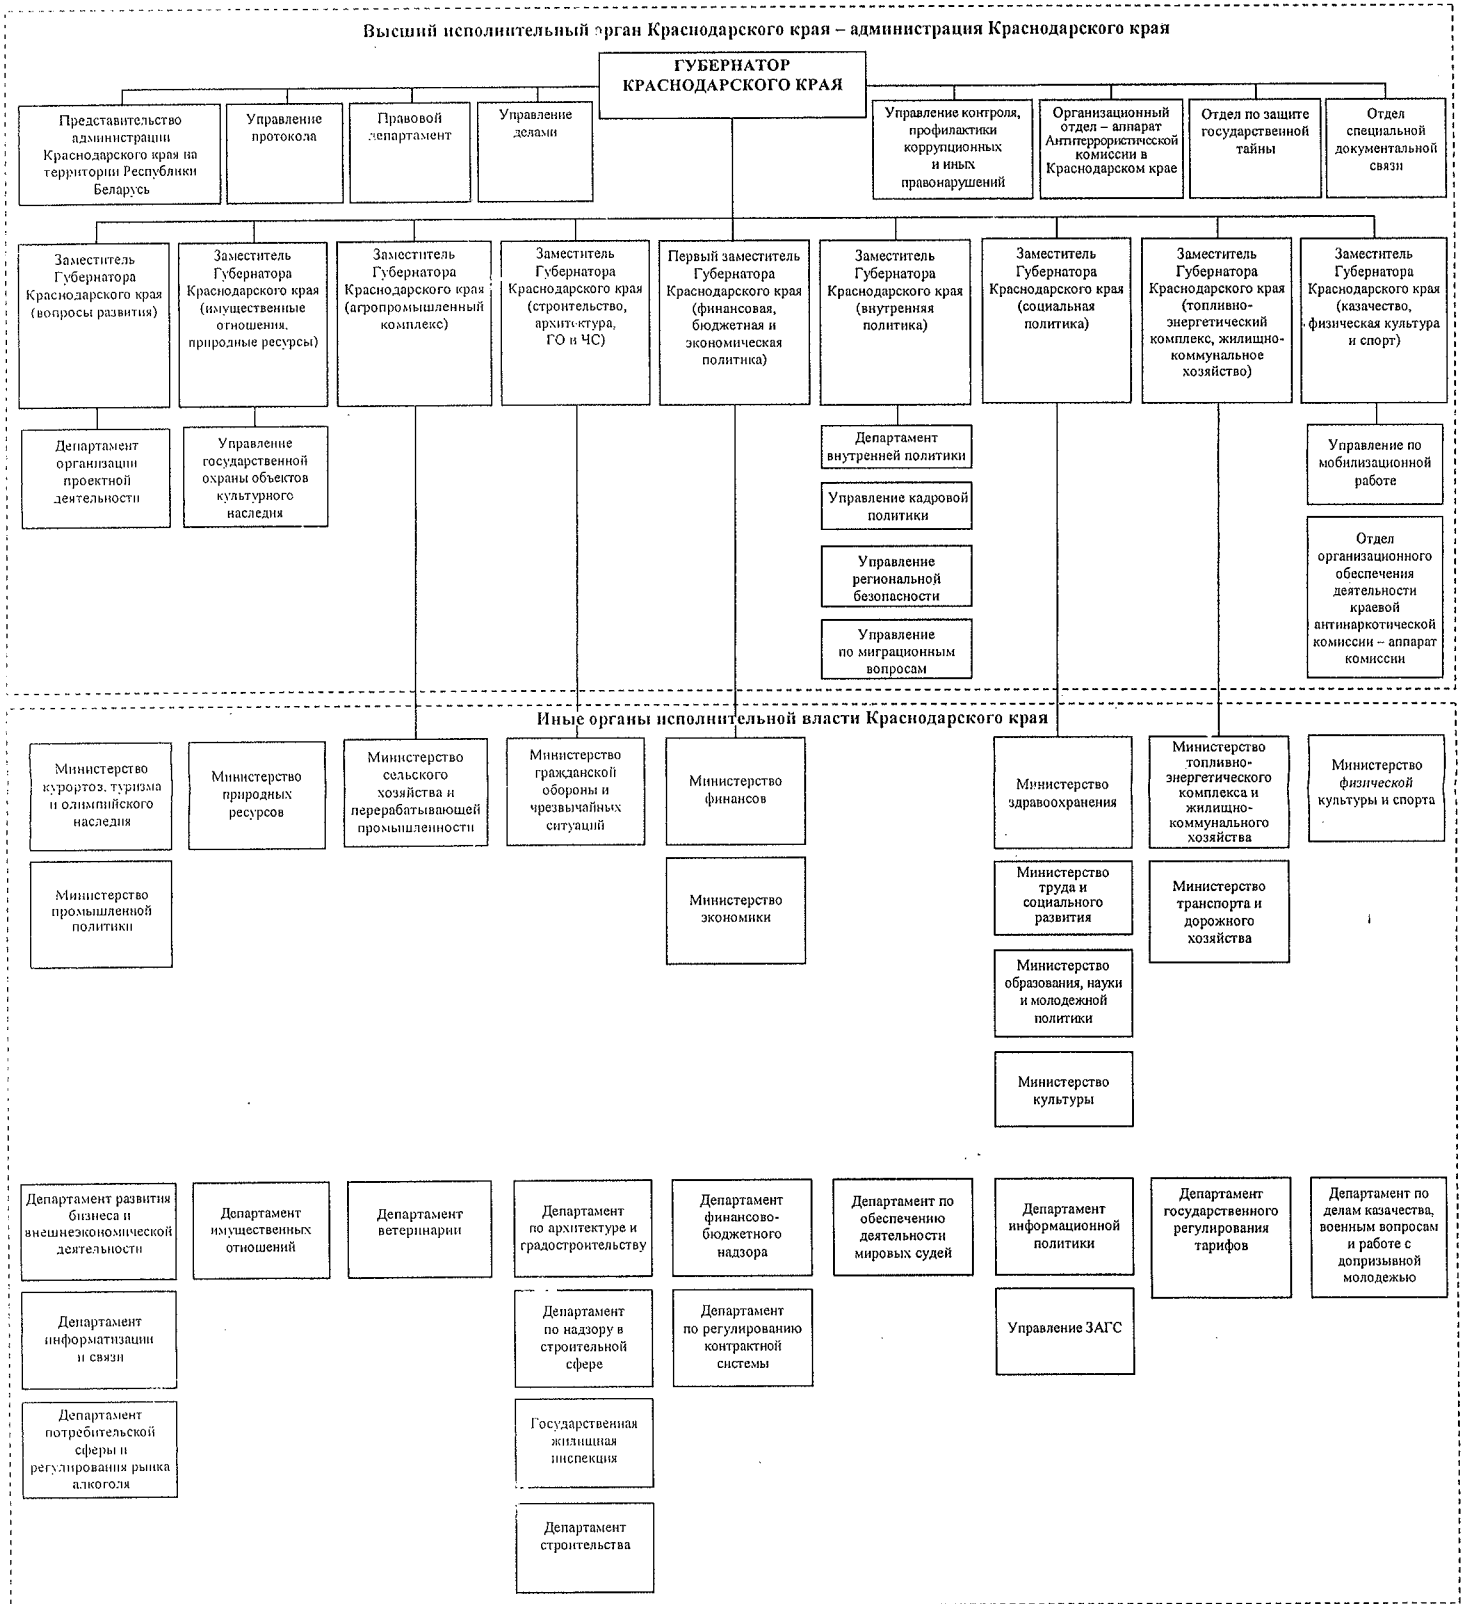 Высший исполнительный орган Краснодарского края – администрация Краснодарского края
ГУБЕРНАТОР
КРАСНОДАРСКОГО КРАЯ
Представительство
администрации
Краснодарского края на
территории Республики
Беларусь
Управление
протокола
Правовой
департамент
Управление
делами
Управление контроля,
профилактики
коррупционных
и иных
правонарушений
Организационный
отдел – аппарат
Антитеррористической
комиссии в
Краснодарском крае
Отдел по защите
государственной
тайны
Отдел
специальной
документальной
связи
Заместитель
Губернатора
Краснодарского края
(вопросы развития)
Заместитель
Губернатора
Краснодарского края
(имущественные
отношения,
природные ресурсы)
Заместитель
Губернатора
Краснодарского края
(агропромышленный
комплекс)
Заместитель
Губернатора
Краснодарского края
(строительство,
архитектура,
ГО и ЧС)
Первый заместитель
Губернатора
Краснодарского края
(финансовая,
бюджетная и
экономическая
политика)
Заместитель
Губернатора
Краснодарского края
(внутренняя
политика)
Заместитель
Губернатора
Краснодарского края
(социальная
политика)
Заместитель
Губернатора
Краснодарского края
(топливно-
энергетический
комплекс, жилищно-
коммунальное
хозяйство)
Заместитель
Губернатора
Краснодарского края
(казачество,
физическая культура
и спорт)
Департамент
организации
проектной
деятельности
Управление
государственной
охраны объектов
культурного
наследия
Департамент
внутренней политики
Управление кадровой
политики
Управление
региональной
безопасности
Управление
по миграционным
вопросам
Управление по
мобилизационной
работе
Отдел
организационного
обеспечения
деятельности
краевой
антинаркотической
комиссии – аппарат
комиссии
Иные органы исполнительной власти Краснодарского края
Министерство
курортов, туризма
и олимпийского
наследия
Министерство
природных
ресурсов
Министерство
сельского
хозяйства и
перерабатывающей
промышленности
Министерство
гражданской
обороны и
чрезвычайных
ситуаций
Министерство
финансов
Министерство
здравоохранения
Министерство
топливно-
энергетического
комплекса и
жилищно-
коммунального
хозяйства
Министерство
физической
культуры и спорта
Министерство
промышленной
политики
Министерство
экономики
Министерство
труда и
социального
развития
Министерство
транспорта и
дорожного
хозяйства
Министерство
образования, науки
и молодежной
политики
Министерство
культуры
Департамент развития
бизнеса и
внешнеэкономической
деятельности
Департамент
имущественных
отношений
Департамент
ветеринарии
Департамент
по архитектуре и
градостроительству
Департамент
финансово-
бюджетного
надзора
Департамент по
обеспечению
деятельности
мировых судей
Департамент
информационной
политики
Департамент
государственного
регулирования
тарифов
Департамент по
делам казачества,
военным вопросам
и работе с
допризывной
молодежью
Департамент
информатизации
и связи
Департамент
по надзору в
строительной
сфере
Департамент
по регулированию
контрактной
системы
Управление ЗАГС
Департамент
потребительской
сферы и
регулирования рынка
алкоголя
Государственная
жилищная
инспекция
Департамент
строительства